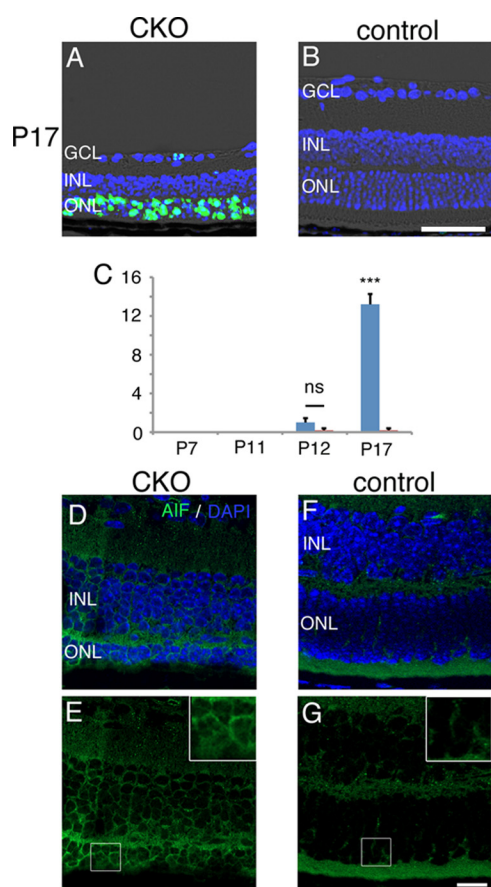 CKO control
A B
P17
GCL GCL
INL INL
ONL ONL
C
16
12
8
4
0
***
ns
P7 P11 P12 P17
CKO control
D AIF / DAPI F
INL INL
ONL ONL
E G